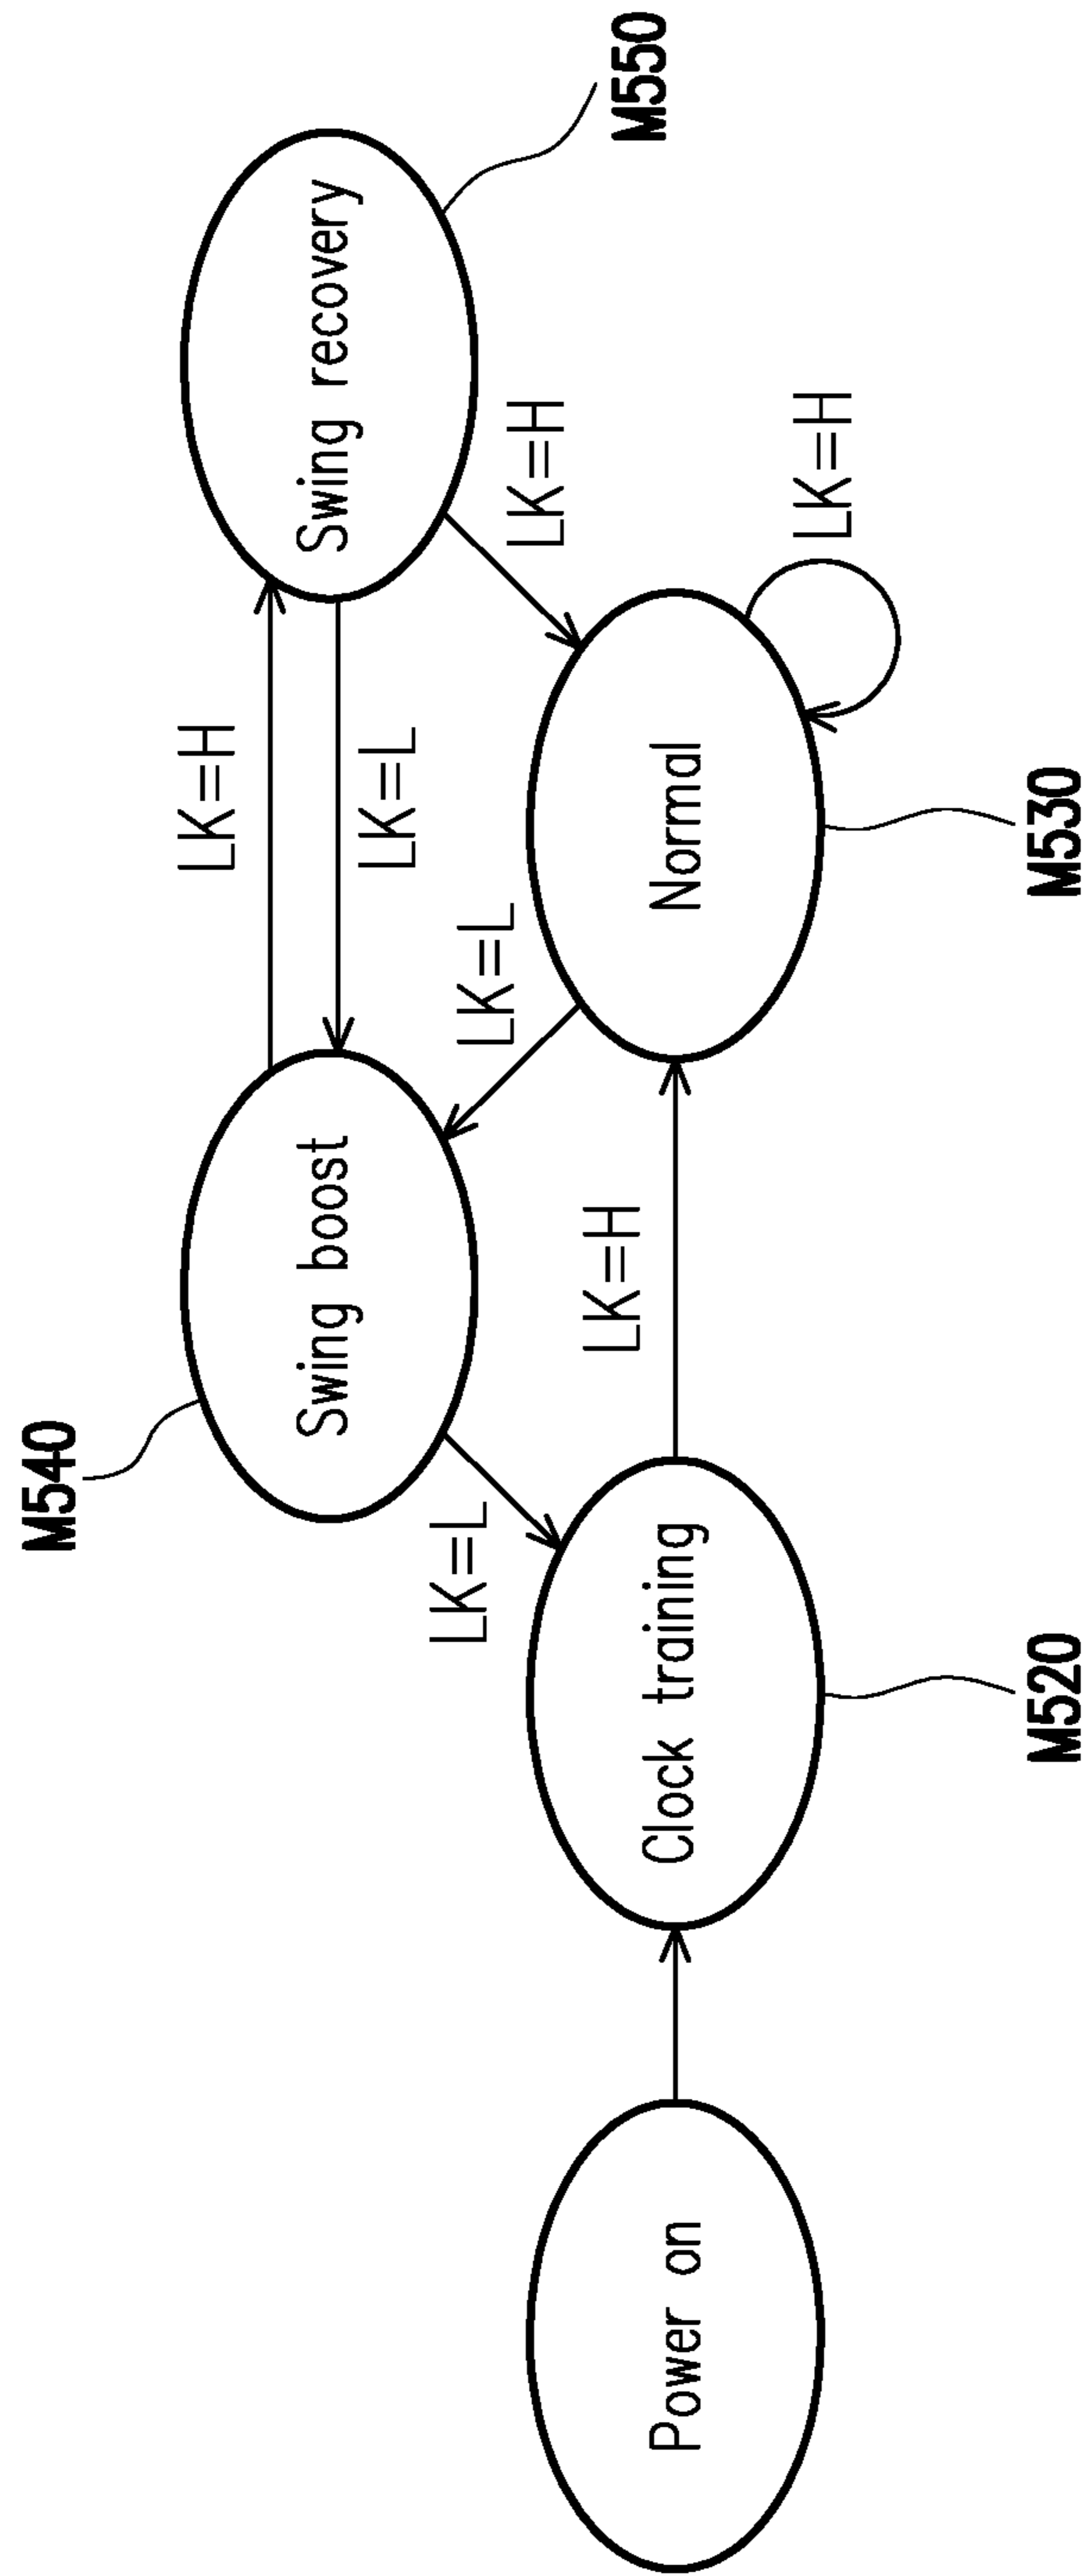 M540
M550
Swing boost
Swing recovery
LK=H
LK=L
LK=L
LK=L
LK=H
Power on
Clock training
LK=H
Normal
LK=H
M520
M530